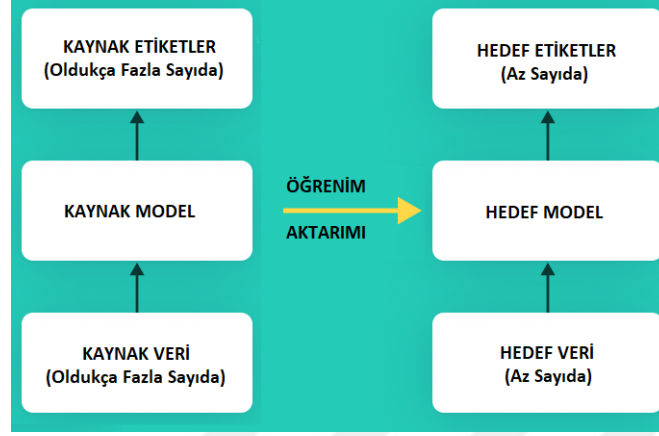 KAYNAK ETİKETLER
(Oldukça Fazla Sayıda)
HEDEF ETİKETLER
(Az Sayıda)
KAYNAK MODEL
ÖĞRENİM
AKTARIMI
HEDEF MODEL
KAYNAK VERİ
(Oldukça Fazla Sayıda)
HEDEF VERİ
(Az Sayıda)